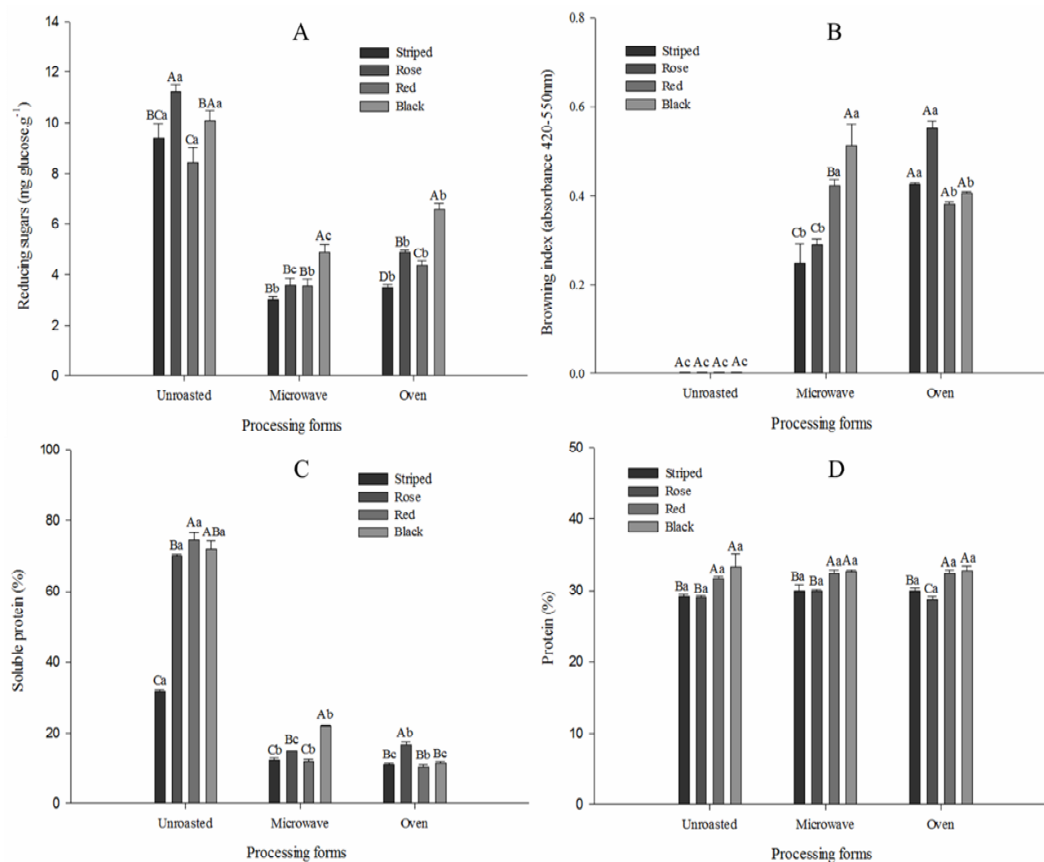 A
Reducing sugars (mg glucose.g⁻¹)
14
12
10
8
6
4
2
0
Striped
Rose
Red
Black
BCa Aa Ca BAa
Bb Bc Bb Ac
Db Bb Cb Ab
Unroasted Microwave Oven
Processing forms
B
Browning index (absorbance 420-550nm)
0.8
0.6
0.4
0.2
0.0
Striped
Rose
Red
Black
Ac Ac Ac Ac
Cb Cb Ba Aa
Aa Aa Ab Ab
Unroasted Microwave Oven
Processing forms
C
Soluble protein (%)
100
80
60
40
20
0
Striped
Rose
Red
Black
Ca Ba Aa ABa
Cb Bc Cb Ab
Bc Ab Bb Bc
Unroasted Microwave Oven
Processing forms
D
Protein (%)
50
40
30
20
10
0
Striped
Rose
Red
Black
Ba Ba Aa Aa
Ba Ba Aa Aa
Ba Ca Aa Aa
Unroasted Microwave Oven
Processing forms